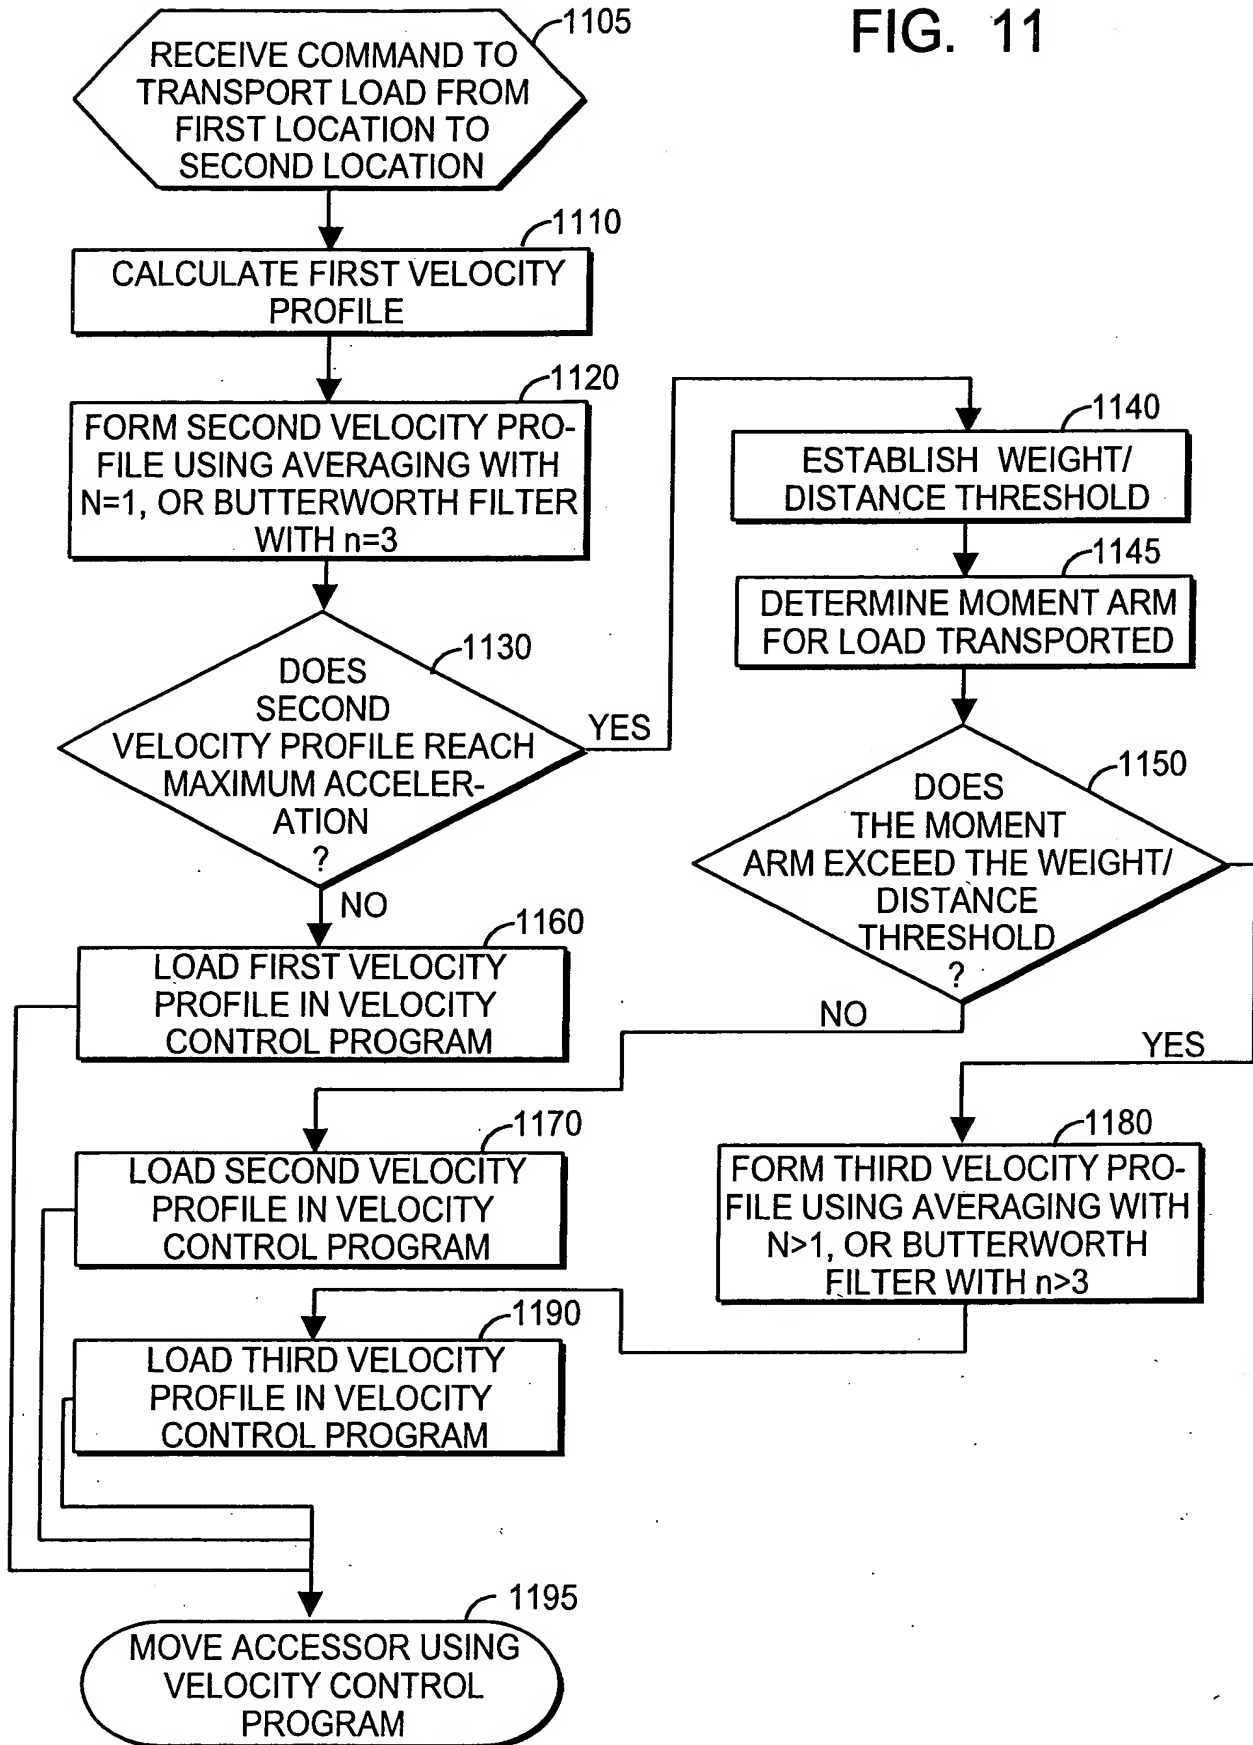 FIG. 11
1105
RECEIVE COMMAND TO
TRANSPORT LOAD FROM
FIRST LOCATION TO
SECOND LOCATION
1110
CALCULATE FIRST VELOCITY
PROFILE
1120
FORM SECOND VELOCITY PRO-
FILE USING AVERAGING WITH
N=1, OR BUTTERWORTH FILTER
WITH n=3
1130
DOES
SECOND
VELOCITY PROFILE REACH
MAXIMUM ACCELER-
ATION
?
YES
NO
1140
ESTABLISH WEIGHT/
DISTANCE THRESHOLD
1145
DETERMINE MOMENT ARM
FOR LOAD TRANSPORTED
1150
DOES
THE MOMENT
ARM EXCEED THE WEIGHT/
DISTANCE
THRESHOLD
?
NO
YES
1160
LOAD FIRST VELOCITY
PROFILE IN VELOCITY
CONTROL PROGRAM
1170
LOAD SECOND VELOCITY
PROFILE IN VELOCITY
CONTROL PROGRAM
1180
FORM THIRD VELOCITY PRO-
FILE USING AVERAGING WITH
N>1, OR BUTTERWORTH
FILTER WITH n>3
1190
LOAD THIRD VELOCITY
PROFILE IN VELOCITY
CONTROL PROGRAM
1195
MOVE ACCESSOR USING
VELOCITY CONTROL
PROGRAM